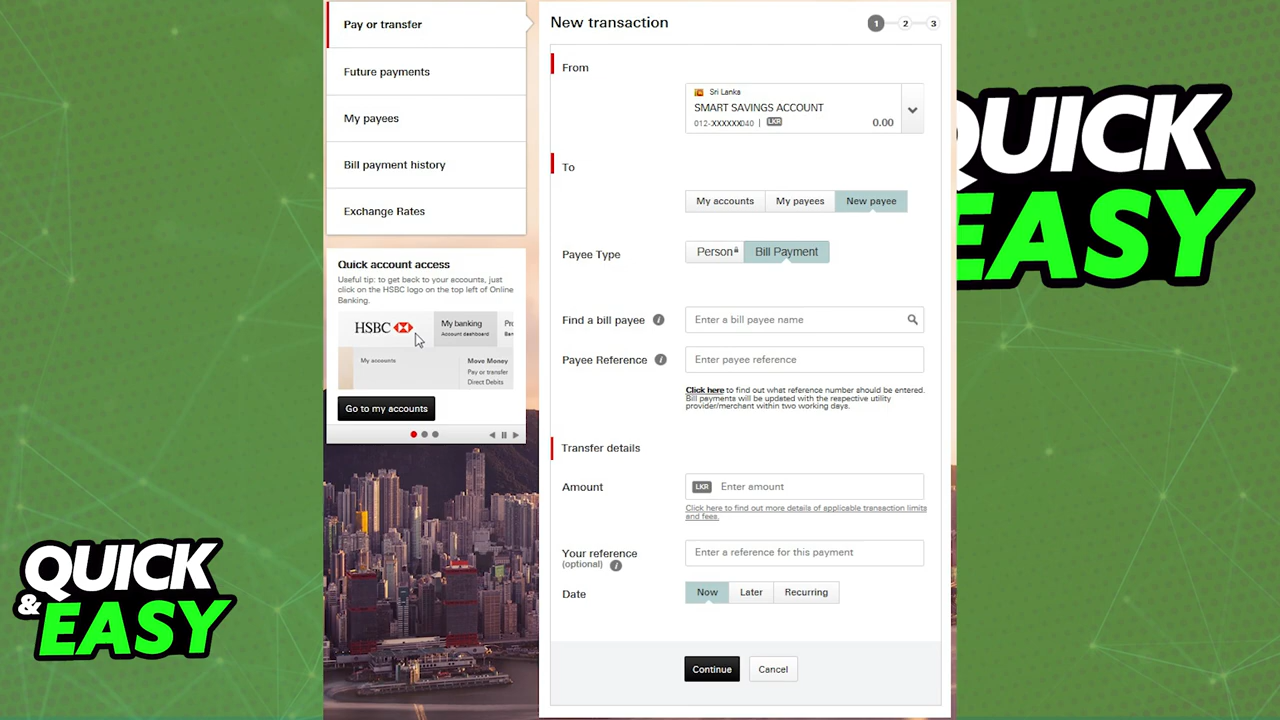 Pay or transfer
Future payments
My payees
Bill payment history
Exchange Rates
Quick account access
Useful tip: to get back to your accounts, just
click on the HSBC logo on the top left of Online
Banking.
HSBC
My banking
Account dashboard
Pr
Ban
My accounts
Move Money
Pay or transfer
Direct Debits
Go to my accounts
New transaction
1 2 3
From
Sri Lanka
SMART SAVINGS ACCOUNT
012-XXXXXX040 | LKR
0.00
To
My accounts
My payees
New payee
Payee Type
Person
Bill Payment
Find a bill payee
Enter a bill payee name
Payee Reference
Enter payee reference
Click here to find out what reference number should be entered.
Bill payments will be updated with the respective utility
provider/merchant within two working days.
Transfer details
Amount
LKR Enter amount
Click here to find out more details of applicable transaction limits
and fees.
Your reference
(optional)
Enter a reference for this payment
Date
Now
Later
Recurring
Continue
Cancel
QUICK
EASY
QUICK
& EASY